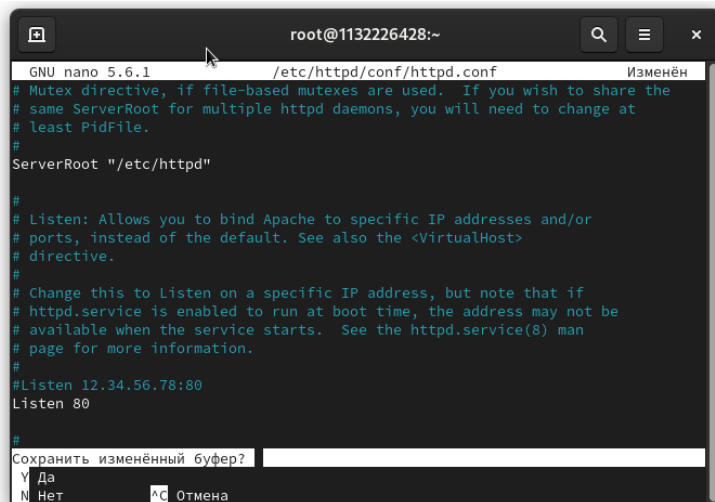 root@1132226428:~
GNU nano 5.6.1 /etc/httpd/conf/httpd.conf Изменён
# Mutex directive, if file-based mutexes are used.  If you wish to share the
# same ServerRoot for multiple httpd daemons, you will need to change at
# least PidFile.
#
ServerRoot "/etc/httpd"
#
# Listen: Allows you to bind Apache to specific IP addresses and/or
# ports, instead of the default. See also the <VirtualHost>
# directive.
#
# Change this to Listen on a specific IP address, but note that if
# httpd.service is enabled to run at boot time, the address may not be
# available when the service starts.  See the httpd.service(8) man
# page for more information.
#
#Listen 12.34.56.78:80
Listen 80
#
Сохранить изменённый буфер?
Y Да
N Нет ^C Отмена